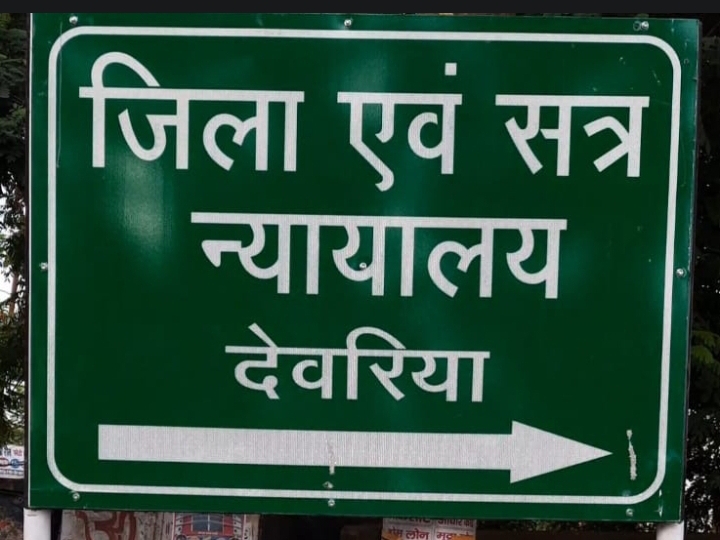 जिला एवं सत्र
न्यायालय
देवरिया